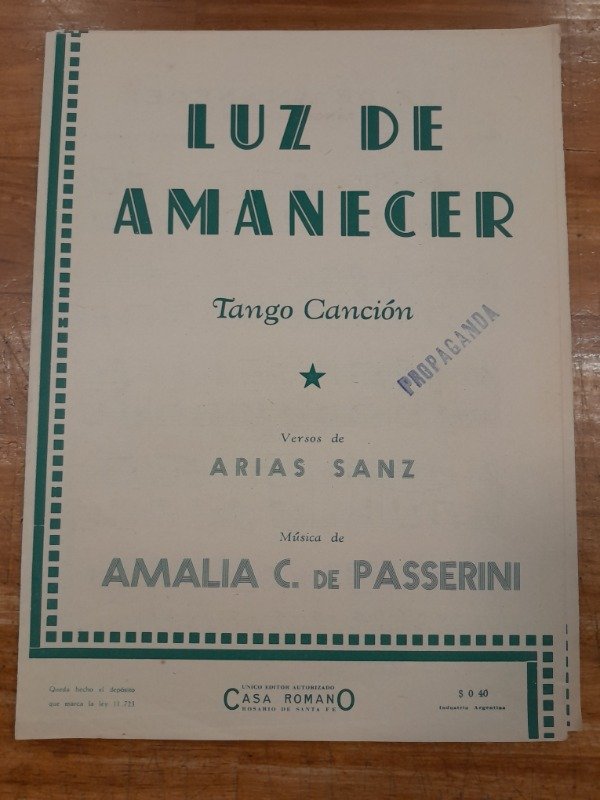 LUZ DE
AMANECER
Tango Canción
PROPAGANDA
Versos de
ARIAS SANZ
Música de
AMALIA C. DE PASSERINI
Queda hecho el depósito
que marca la ley 11.723
UNICO EDITOR AUTORIZADO
CASA ROMANO
ROSARIO DE SANTA FE
$ 0 40
Industria Argentina